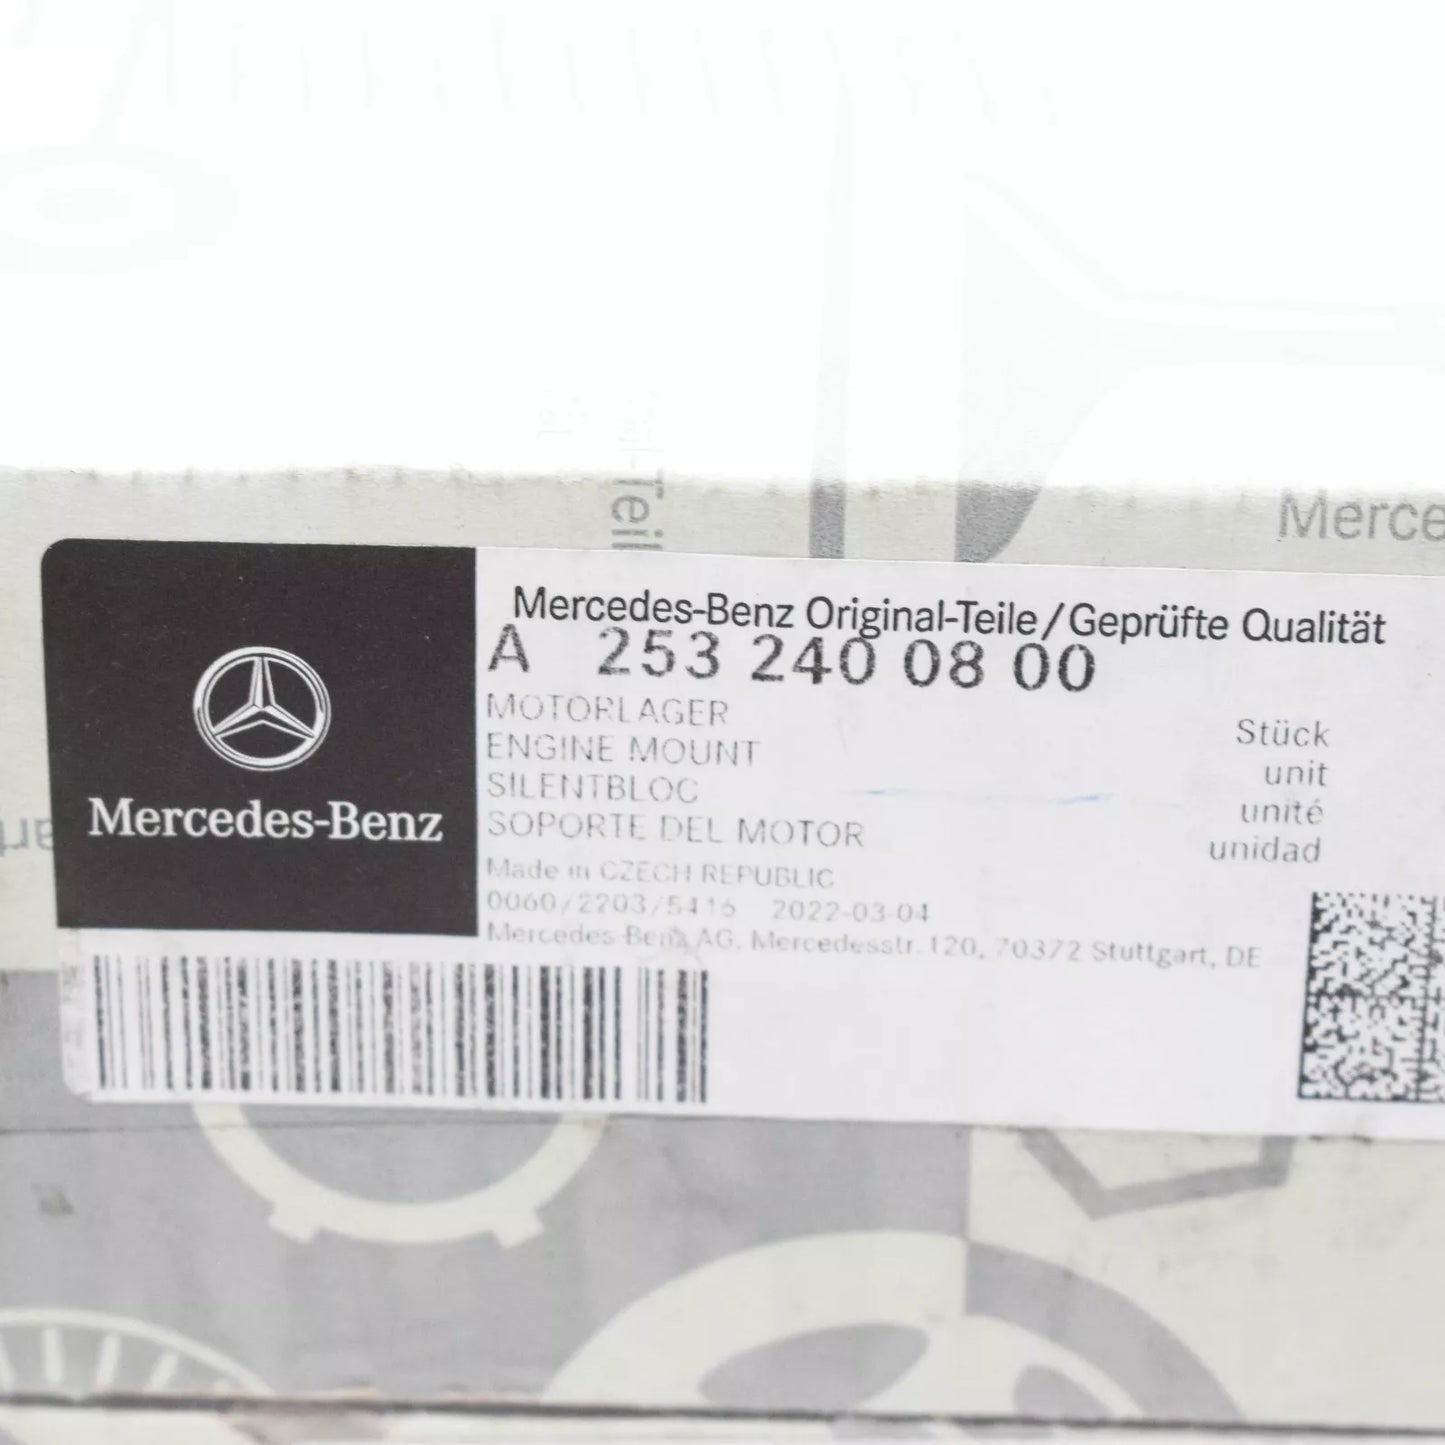 -Teil
Merce
Mercedes-Benz Original-Teile/Geprüfte Qualität
A 253 240 08 00
MOTORLAGER
ENGINE MOUNT
SILENTBLOC
SOPORTE DEL MOTOR
Stück
unit
unité
unidad
Made in CZECH REPUBLIC
0060/2203/5416 2022-03-04
Mercedes-Benz AG, Mercedesstr. 120, 70372 Stuttgart, DE
Mercedes-Benz